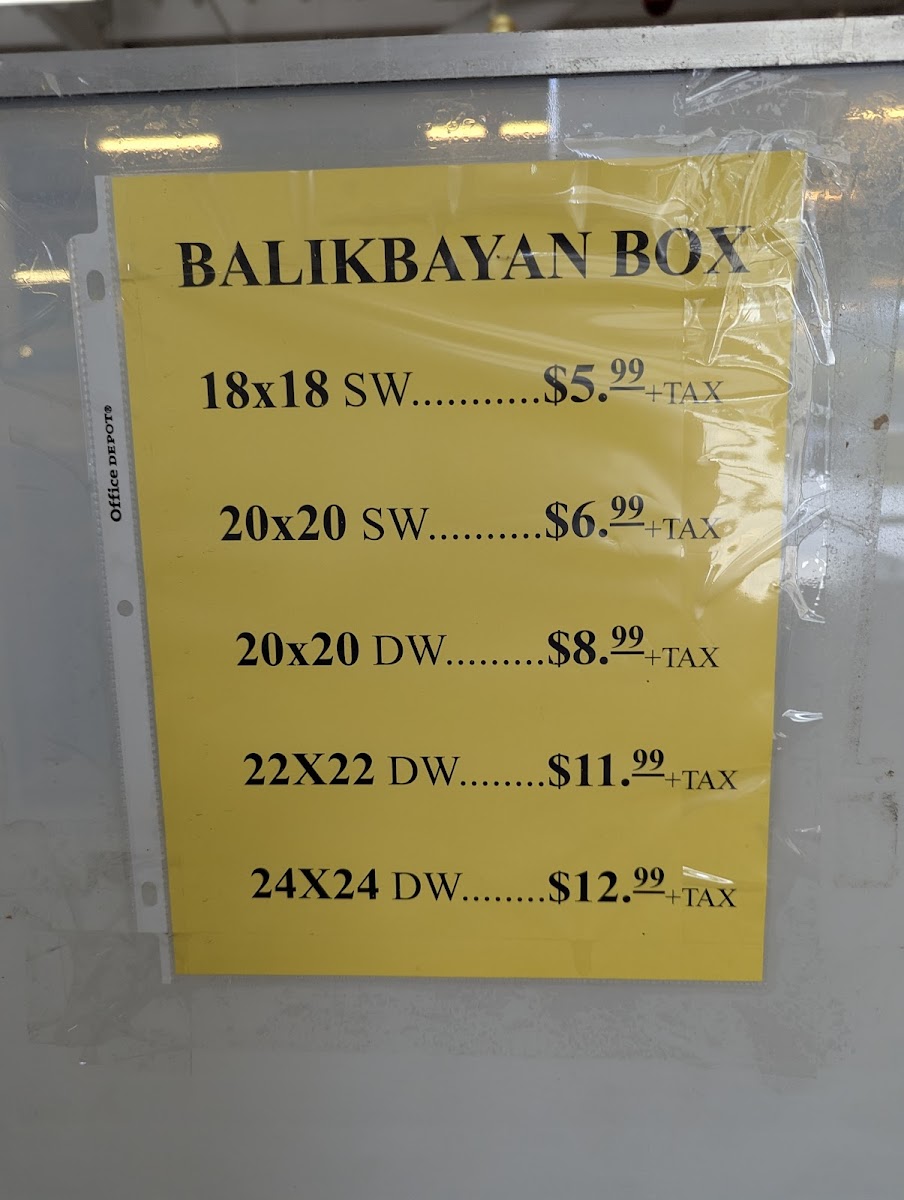 BALIKBAYAN BOX
18x18 SW...........$5.99+TAX
20x20 SW..........$6.99+TAX
20x20 DW.........$8.99+TAX
22X22 DW........$11.99+TAX
24X24 DW........$12.99+TAX
Office DEPOT®